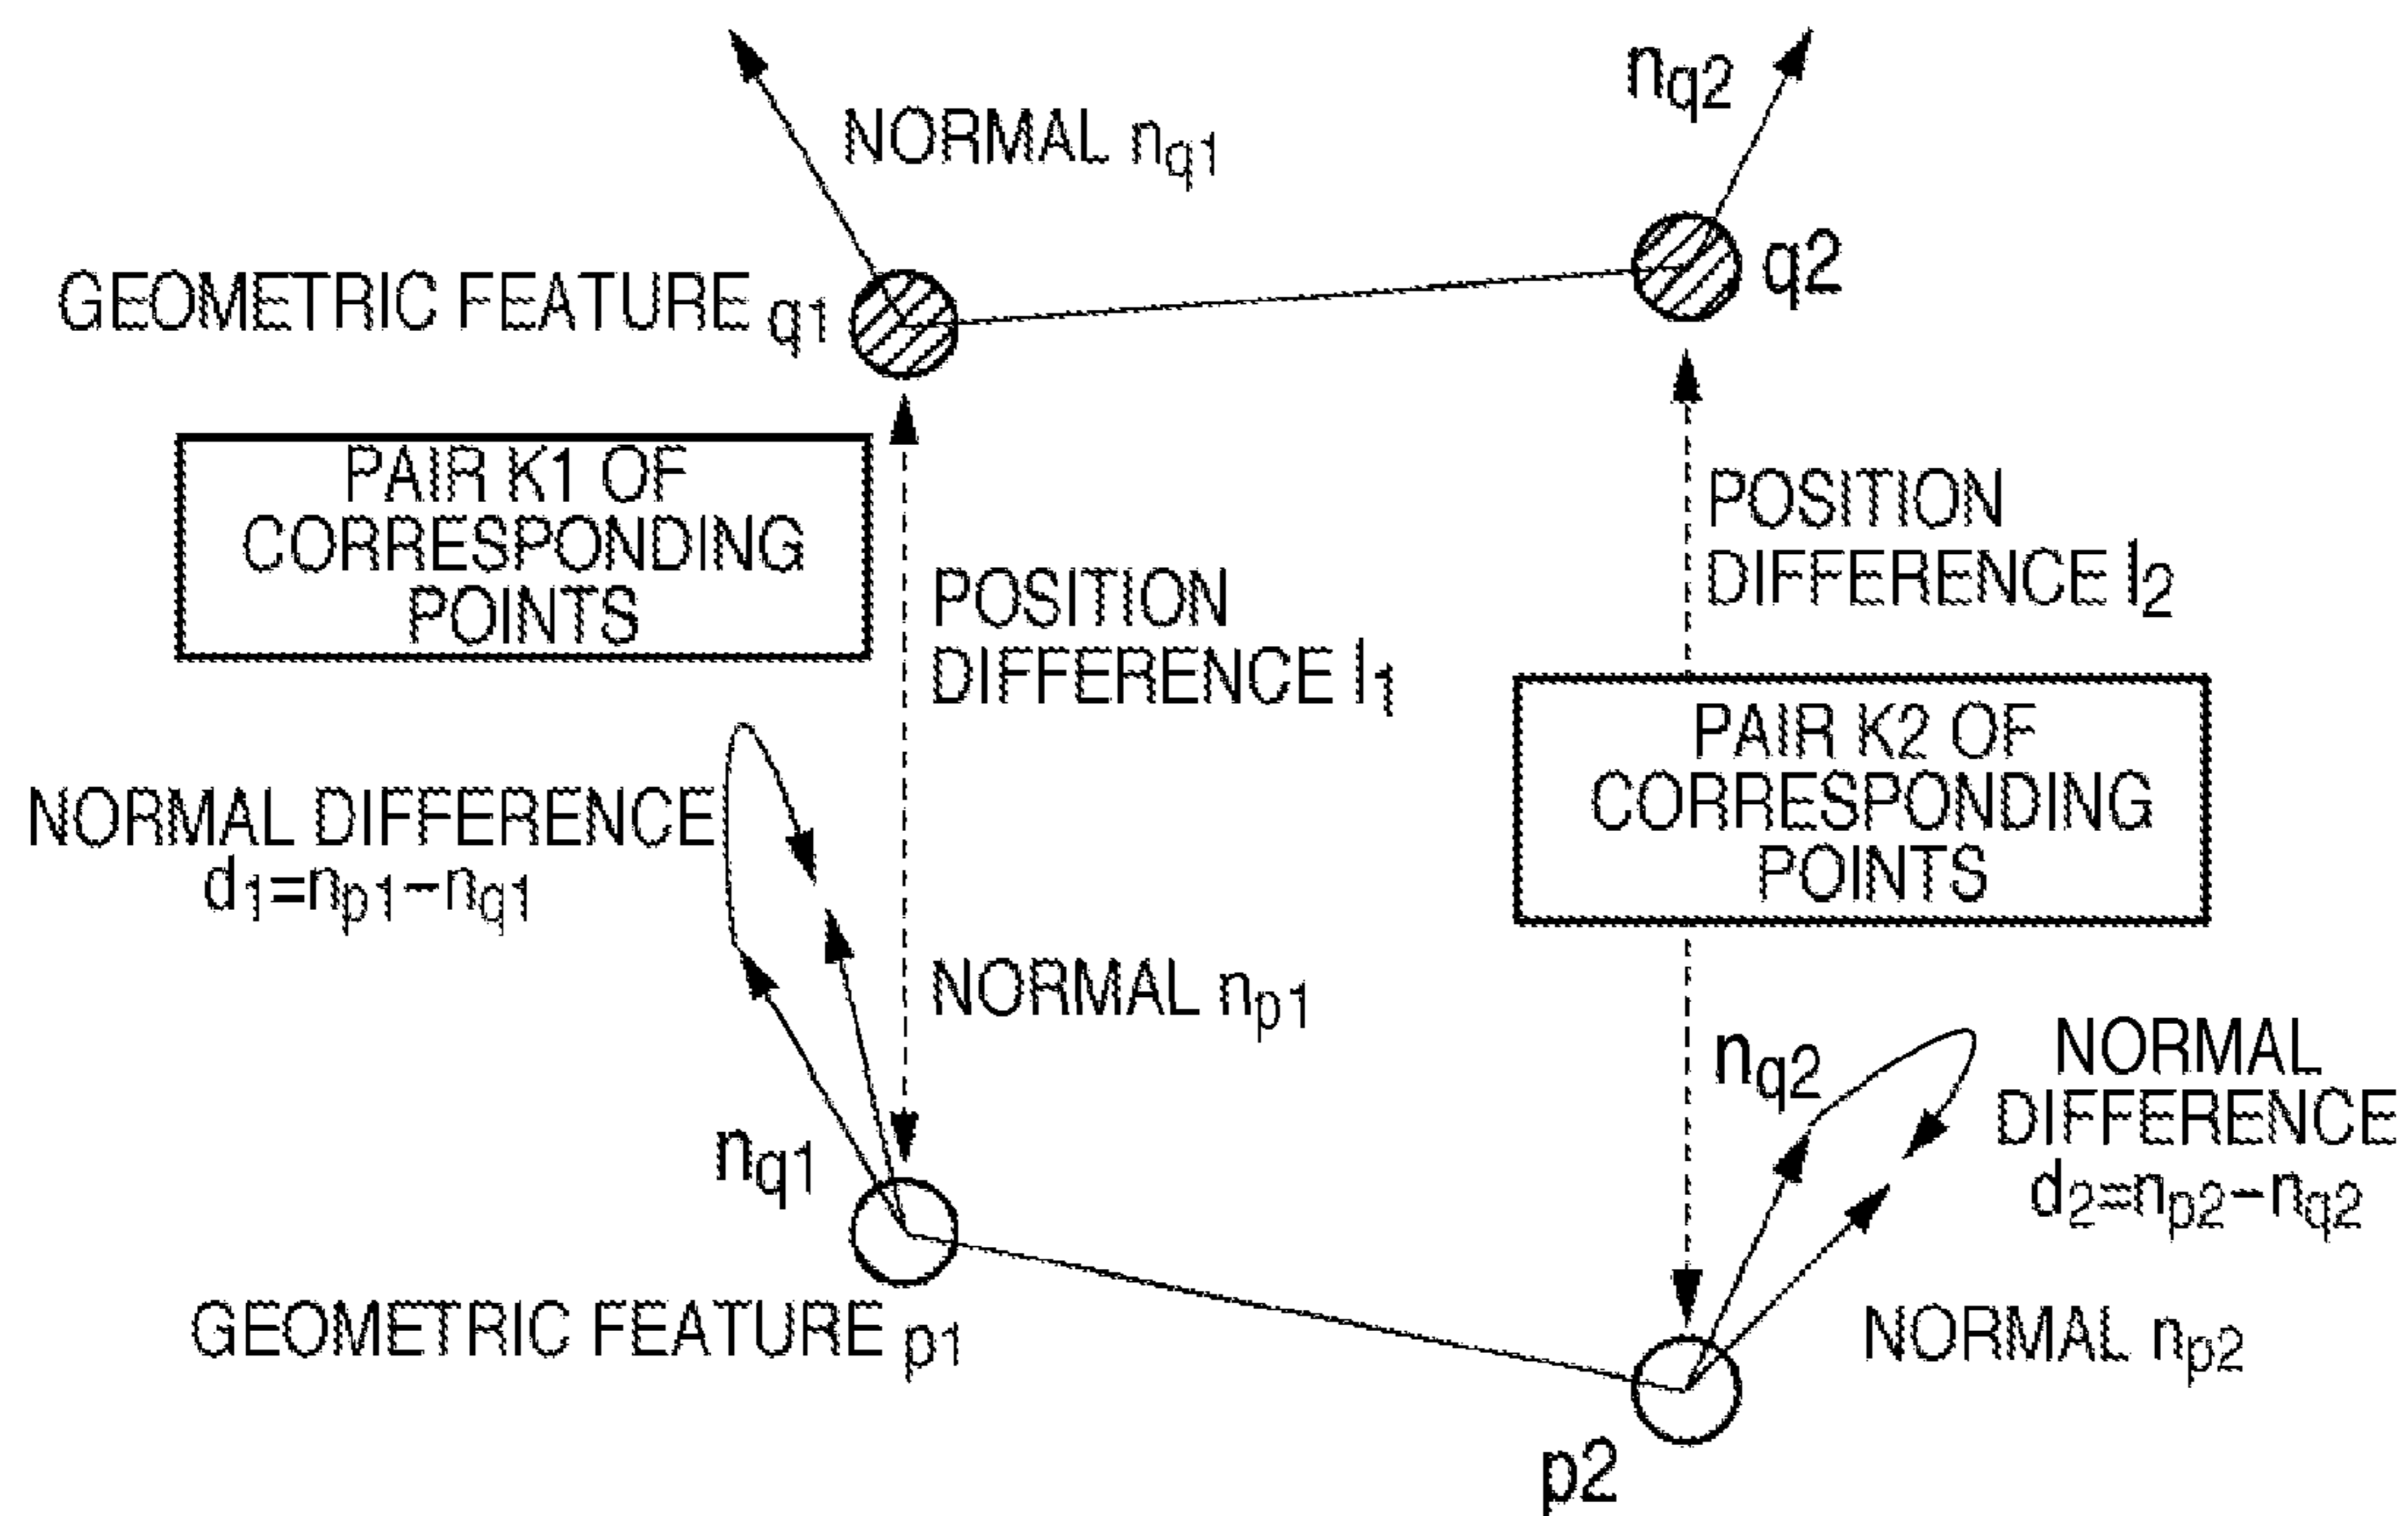 NORMAL nq1
nq2
GEOMETRIC FEATURE q1
q2
PAIR K1 OF
CORRESPONDING
POINTS
POSITION
DIFFERENCE l1
POSITION
DIFFERENCE l2
PAIR K2 OF
CORRESPONDING
POINTS
NORMAL DIFFERENCE
d1=np1−nq1
NORMAL np1
nq1
nq2
NORMAL
DIFFERENCE
d2=np2−nq2
GEOMETRIC FEATURE p1
NORMAL np2
p2